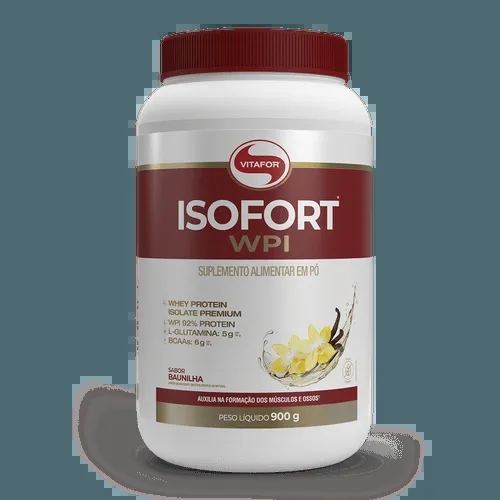 VITAFOR
ISOFORT
WPI
SUPLEMENTO ALIMENTAR EM PÓ
WHEY PROTEIN
ISOLATE PREMIUM
WPI 92% PROTEIN
L-GLUTAMINA: 5g
BCAAs: 6g
SABOR
BAUNILHA
AUXILIA NA FORMAÇÃO DOS MÚSCULOS E OSSOS
PESO LÍQUIDO 900 g